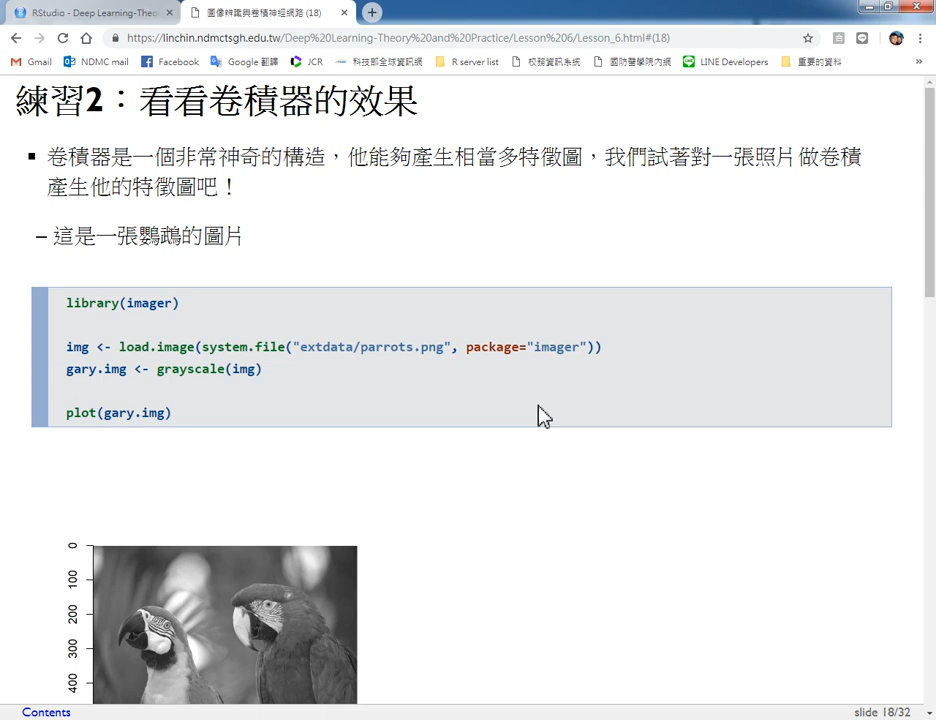 RStudio - Deep Learning-Theo
圖像辨識與卷積神經網路 (18)
https://linchin.ndmctsgh.edu.tw/Deep%20Learning-Theory%20and%20Practice/Lesson%206/Lesson_6.html#(18)
Gmail NDMC mail Facebook Google 翻譯 JCR 科技部全球資訊網 R server list 校務資訊系統 國防醫學院內網 LINE Developers 重要的資料 »
練習2：看看卷積器的效果
卷積器是一個非常神奇的構造，他能夠產生相當多特徵圖，我們試著對一張照片做卷積
產生他的特徵圖吧！
– 這是一張鸚鵡的圖片
library(imager)
img <- load.image(system.file("extdata/parrots.png", package="imager"))
gary.img <- grayscale(img)
plot(gary.img)
0
100
200
300
400
Contents
slide 18/32